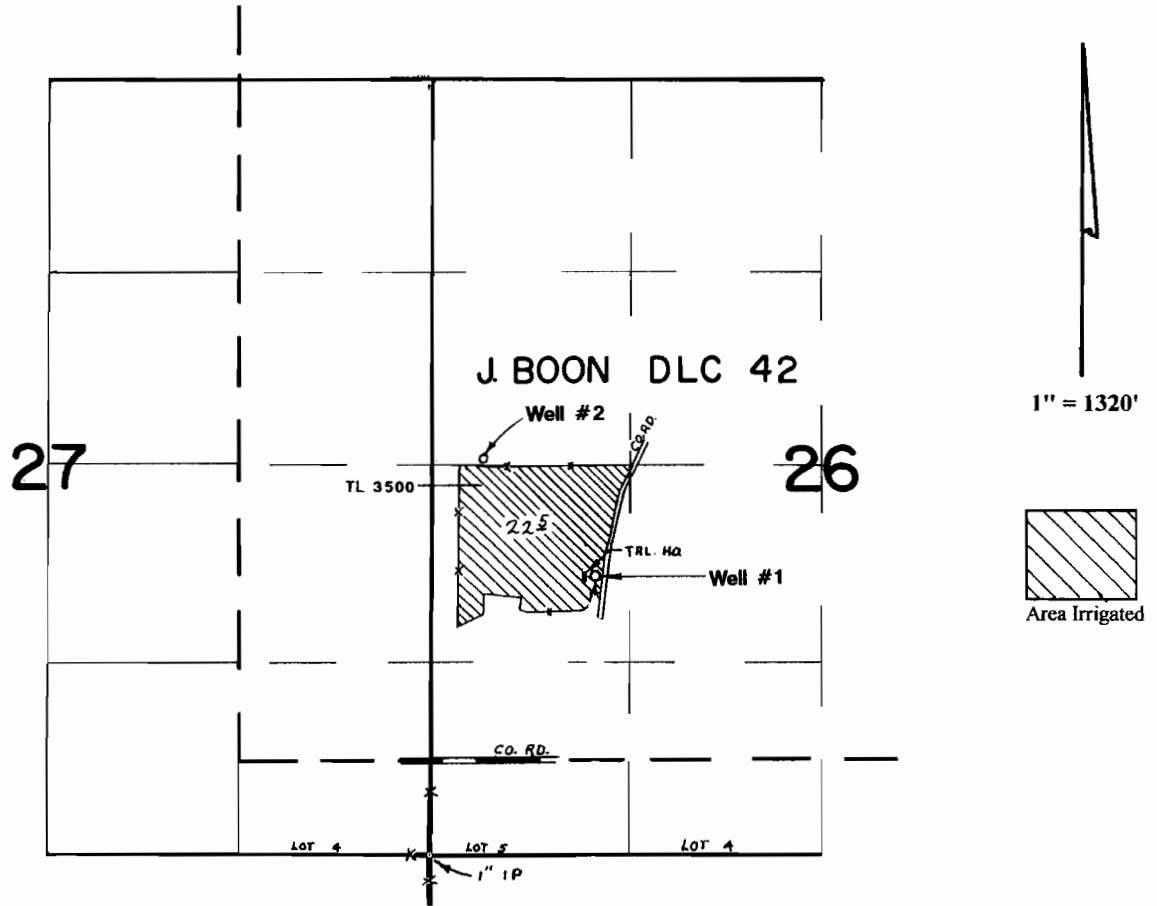 J. BOON DLC 42
1" = 1320'
Well #2
CO. RD.
27
26
TL 3500
22 5
TRL. HQ
Well #1
Area Irrigated
CO. RD.
LOT 4
LOT 5
LOT 4
1" IP